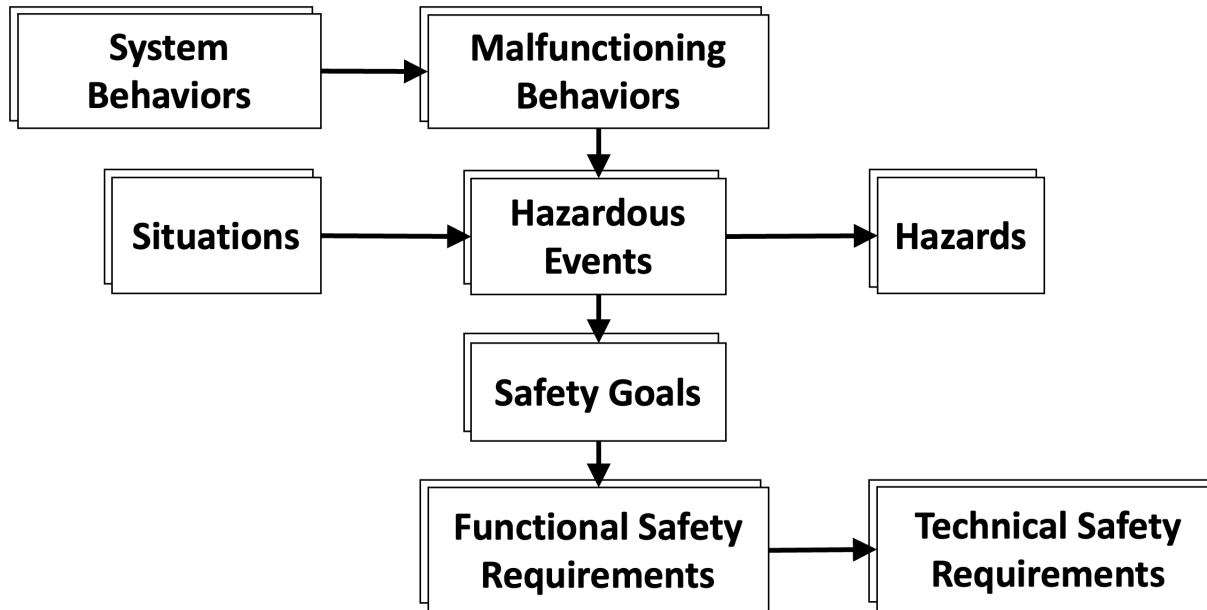 System
Behaviors
Malfunctioning
Behaviors
Situations
Hazardous
Events
Hazards
Safety Goals
Functional Safety
Requirements
Technical Safety
Requirements